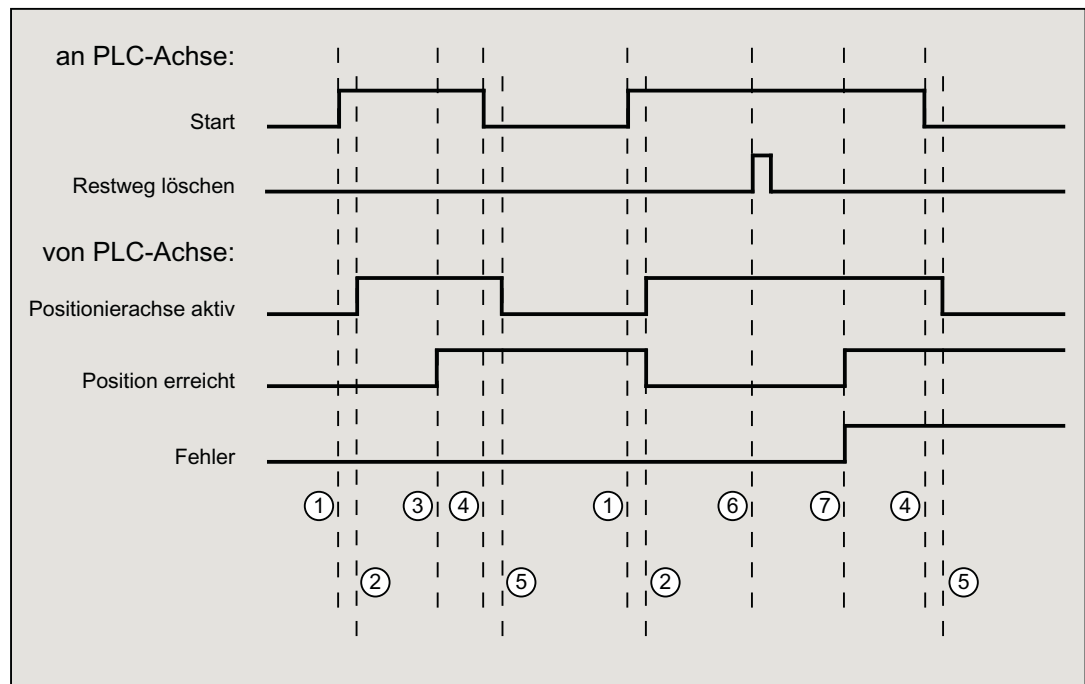 an PLC-Achse:
Start
Restweg löschen
von PLC-Achse:
Positionierachse aktiv
Position erreicht
Fehler
1 3 4 1 6 7 4
2 5 2 5